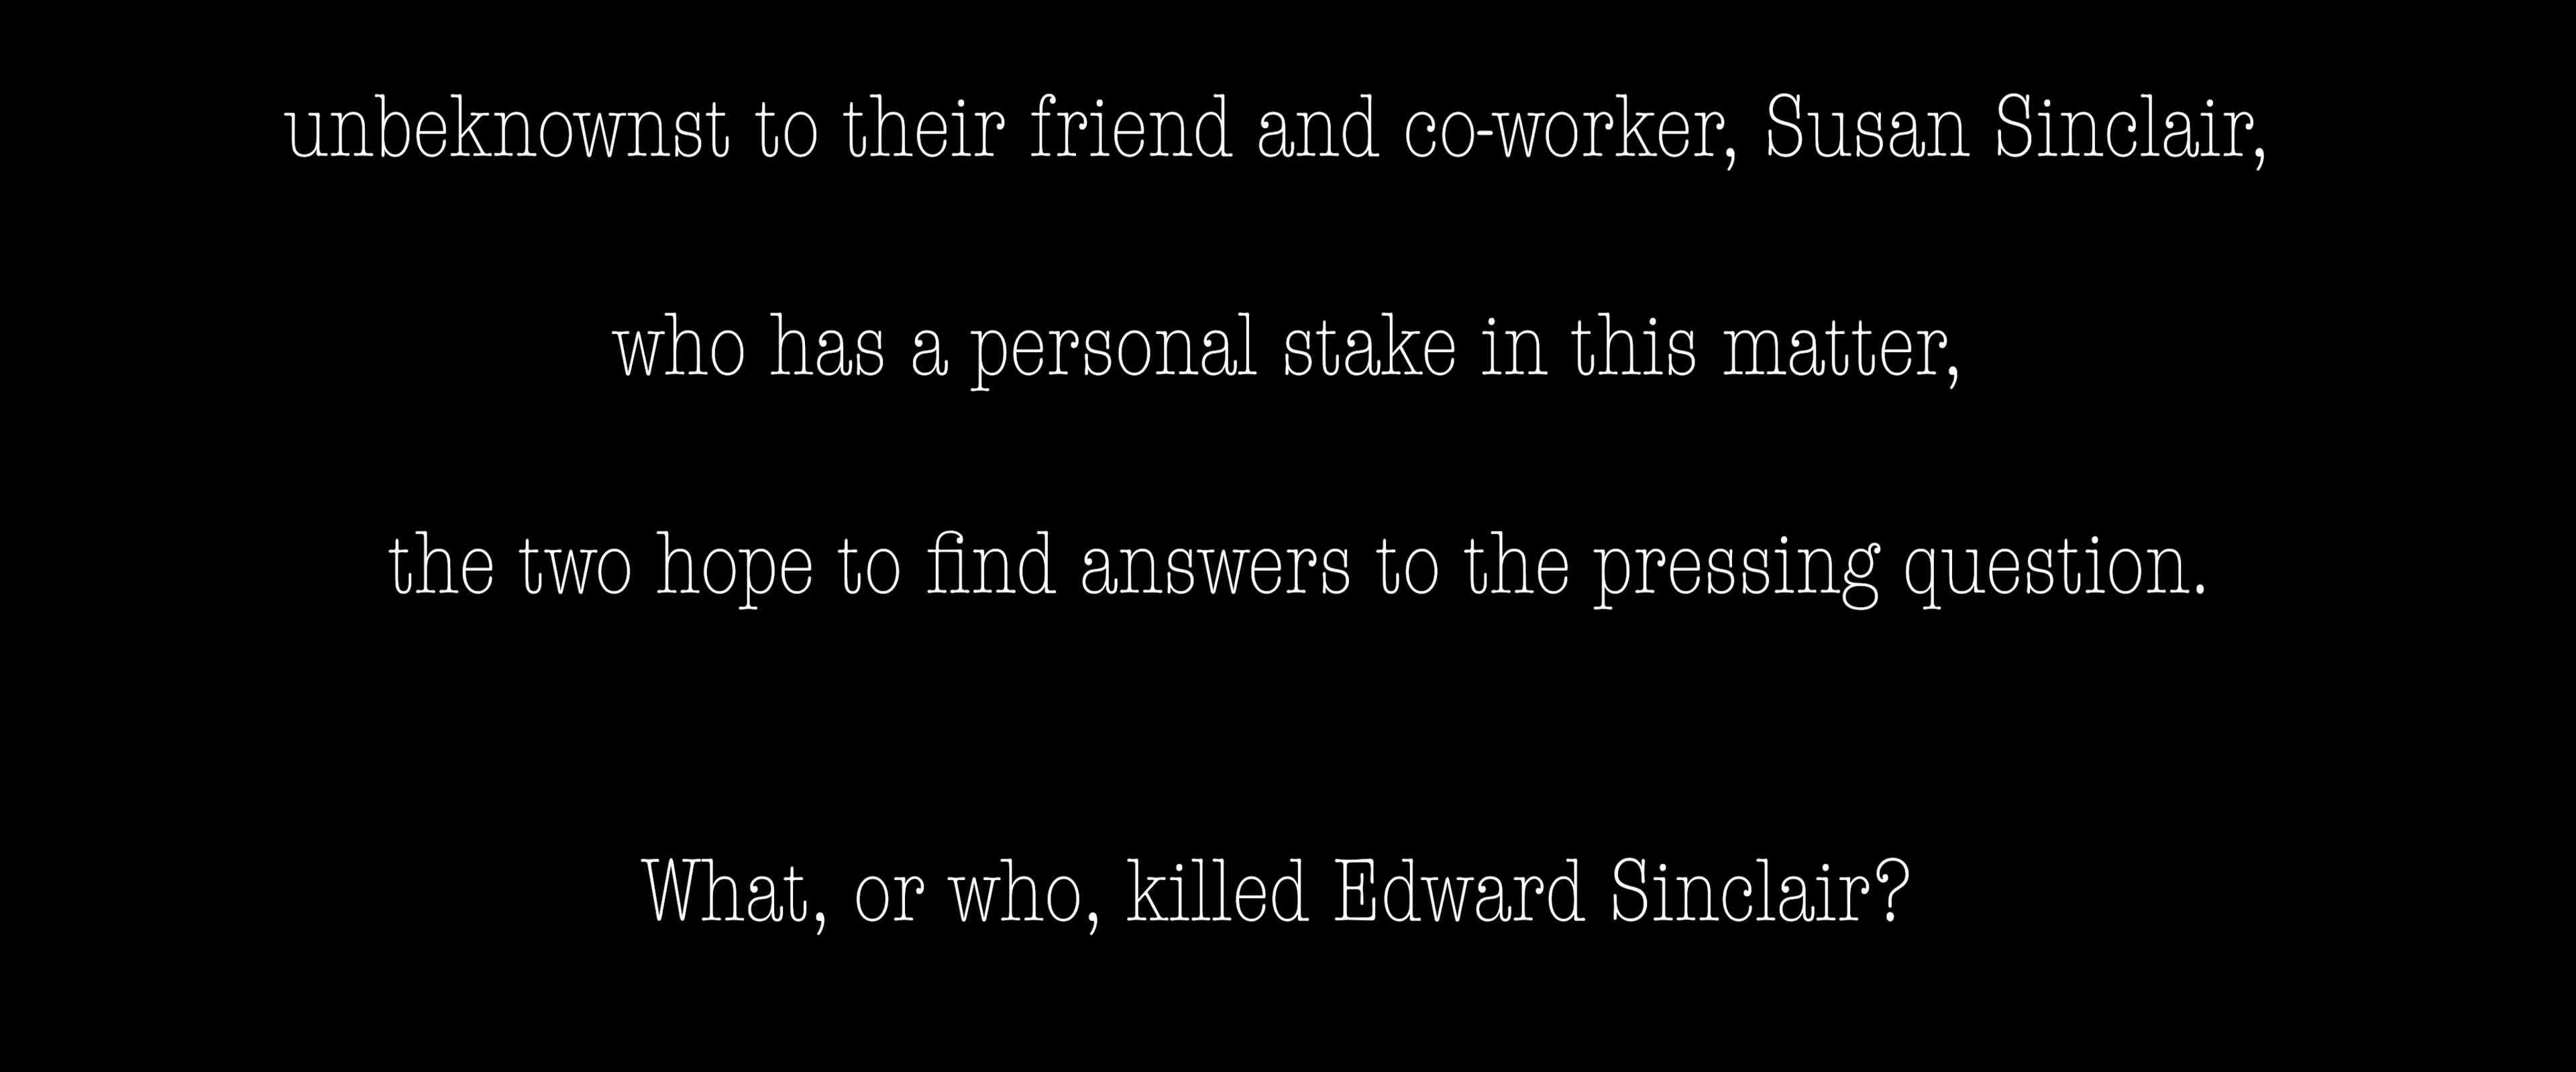 unbeknownst to their friend and co-worker, Susan Sinclair,
who has a personal stake in this matter,
the two hope to find answers to the pressing question.
What, or who, killed Edward Sinclair?